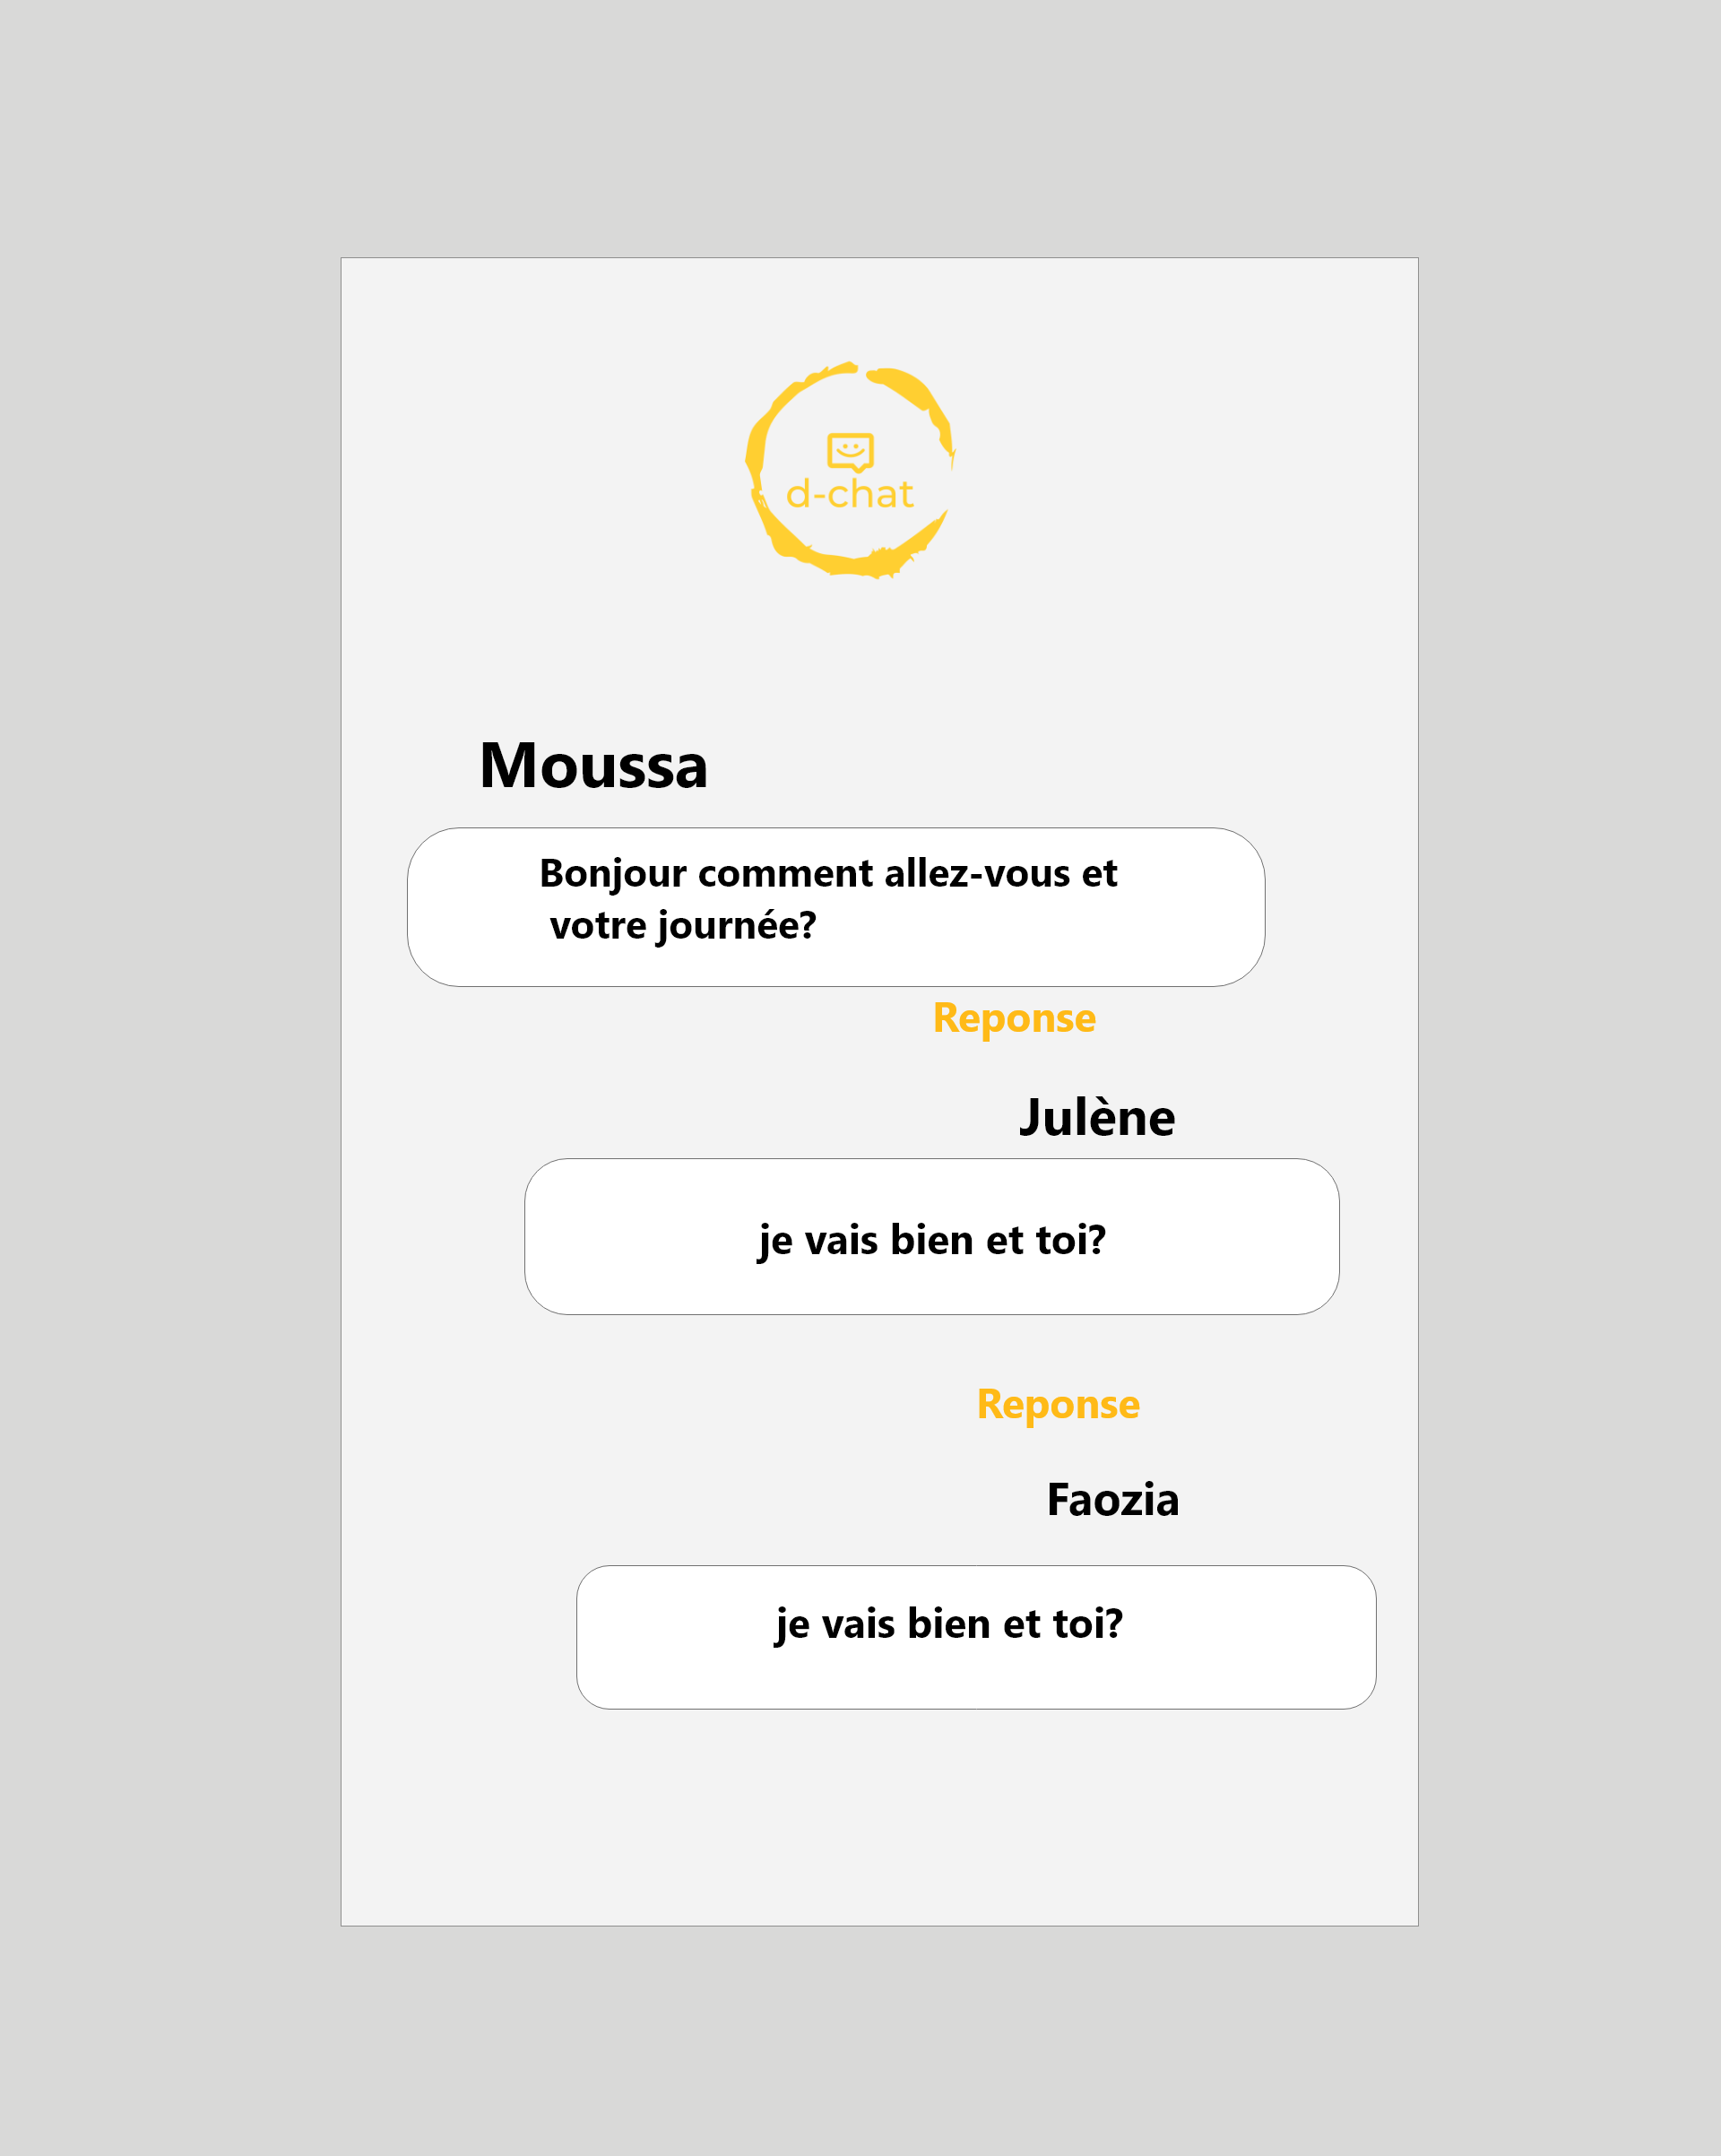 d-chat
Moussa
Bonjour comment allez-vous et
votre journée?
Reponse
Julène
je vais bien et toi?
Reponse
Faozia
je vais bien et toi?